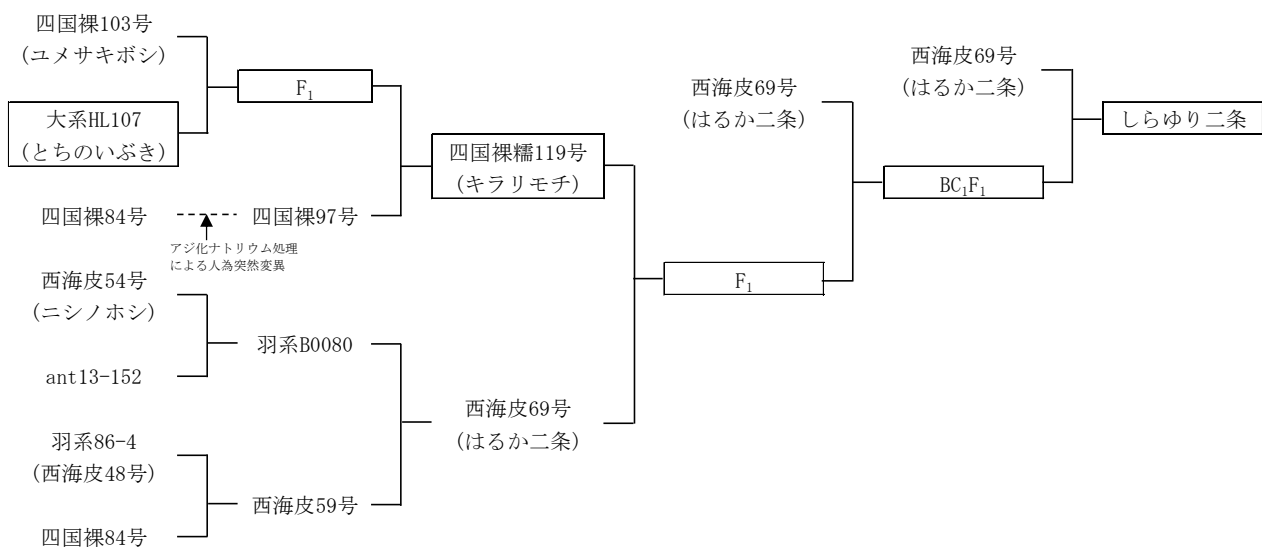 四国裸103号
(ユメサキボシ)
F1
大系HL107
(とちのいぶき)
四国裸84号
四国裸97号
アジ化ナトリウム処理
による人為突然変異
四国裸糯119号
(キラリモチ)
西海皮54号
(ニシノホシ)
羽系B0080
ant13-152
羽系86-4
(西海皮48号)
西海皮59号
四国裸84号
西海皮69号
(はるか二条)
F1
西海皮69号
(はるか二条)
BC1F1
西海皮69号
(はるか二条)
しらゆり二条